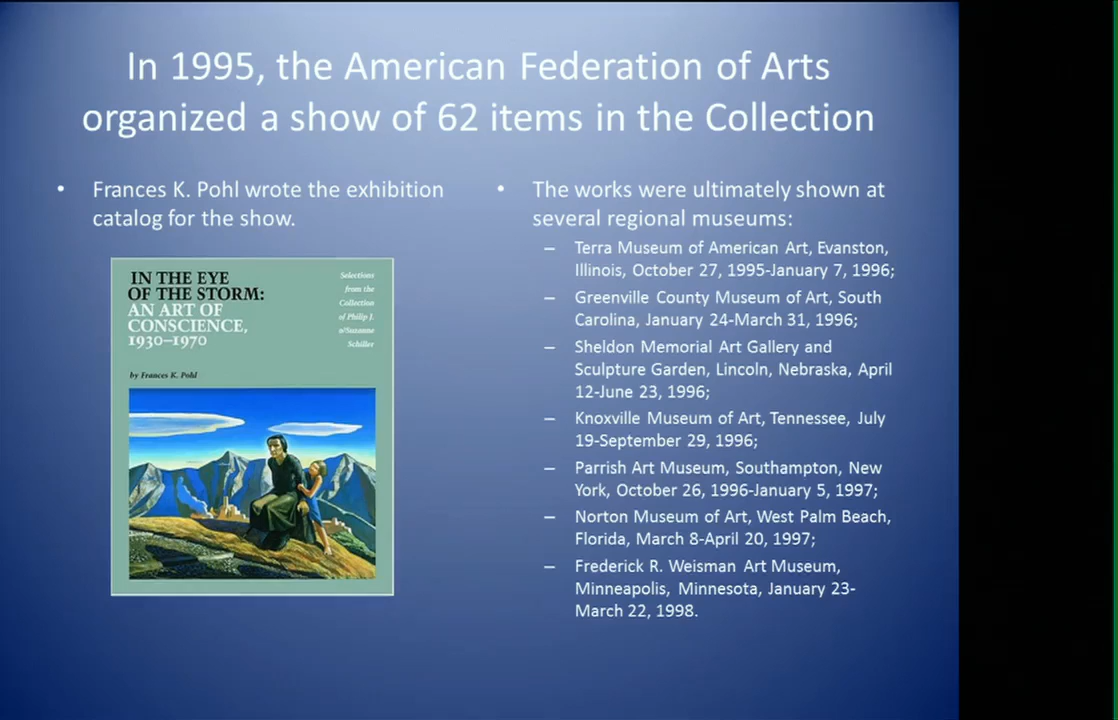 In 1995, the American Federation of Arts
organized a show of 62 items in the Collection
• Frances K. Pohl wrote the exhibition
catalog for the show.
IN THE EYE
OF THE STORM:
AN ART OF
CONSCIENCE,
1930–1970
Selections
from the
Collection
of Philip J.
&Suzanne
Schiller
by Frances K. Pohl
• The works were ultimately shown at
several regional museums:
– Terra Museum of American Art, Evanston,
Illinois, October 27, 1995-January 7, 1996;
– Greenville County Museum of Art, South
Carolina, January 24-March 31, 1996;
– Sheldon Memorial Art Gallery and
Sculpture Garden, Lincoln, Nebraska, April
12-June 23, 1996;
– Knoxville Museum of Art, Tennessee, July
19-September 29, 1996;
– Parrish Art Museum, Southampton, New
York, October 26, 1996-January 5, 1997;
– Norton Museum of Art, West Palm Beach,
Florida, March 8-April 20, 1997;
– Frederick R. Weisman Art Museum,
Minneapolis, Minnesota, January 23-
March 22, 1998.